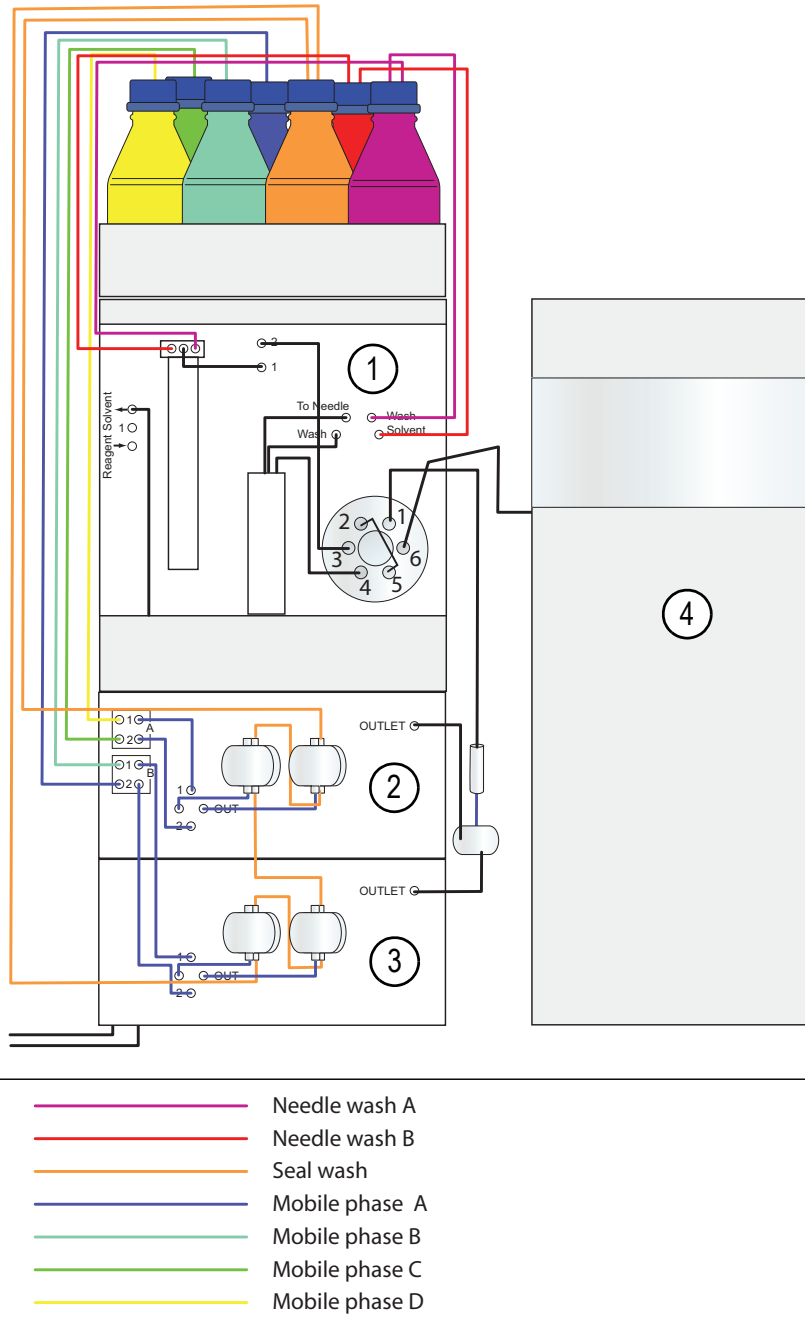 2
1
1
To Needle
Wash
Wash
Solvent
Reagent Solvent
1
2
1
3
6
4
5
4
1
A
2
1
B
2
OUTLET
1
OUT
2
2
OUTLET
1
OUT
2
3
Needle wash A
Needle wash B
Seal wash
Mobile phase A
Mobile phase B
Mobile phase C
Mobile phase D